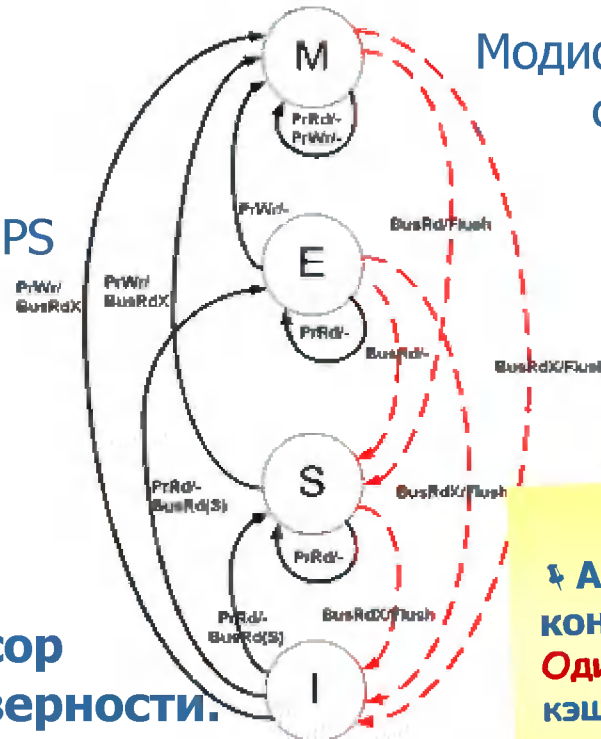 M
Модис
PrRd/-
PrWr/-
PrWr/-
BusRd/Flush
PS
E
PrWr/
BusRdX
PrWr/
BusRdX
PrRd/-
BusRd/-
BusRdX/Flush
S
PrRd/-
BusRd(S)
BusRdX/Flush
PrRd/-
А
кон
PrRd/-
BusRd(S)
BusRdX/Flush
Оди
сор
I
верности.
кэш